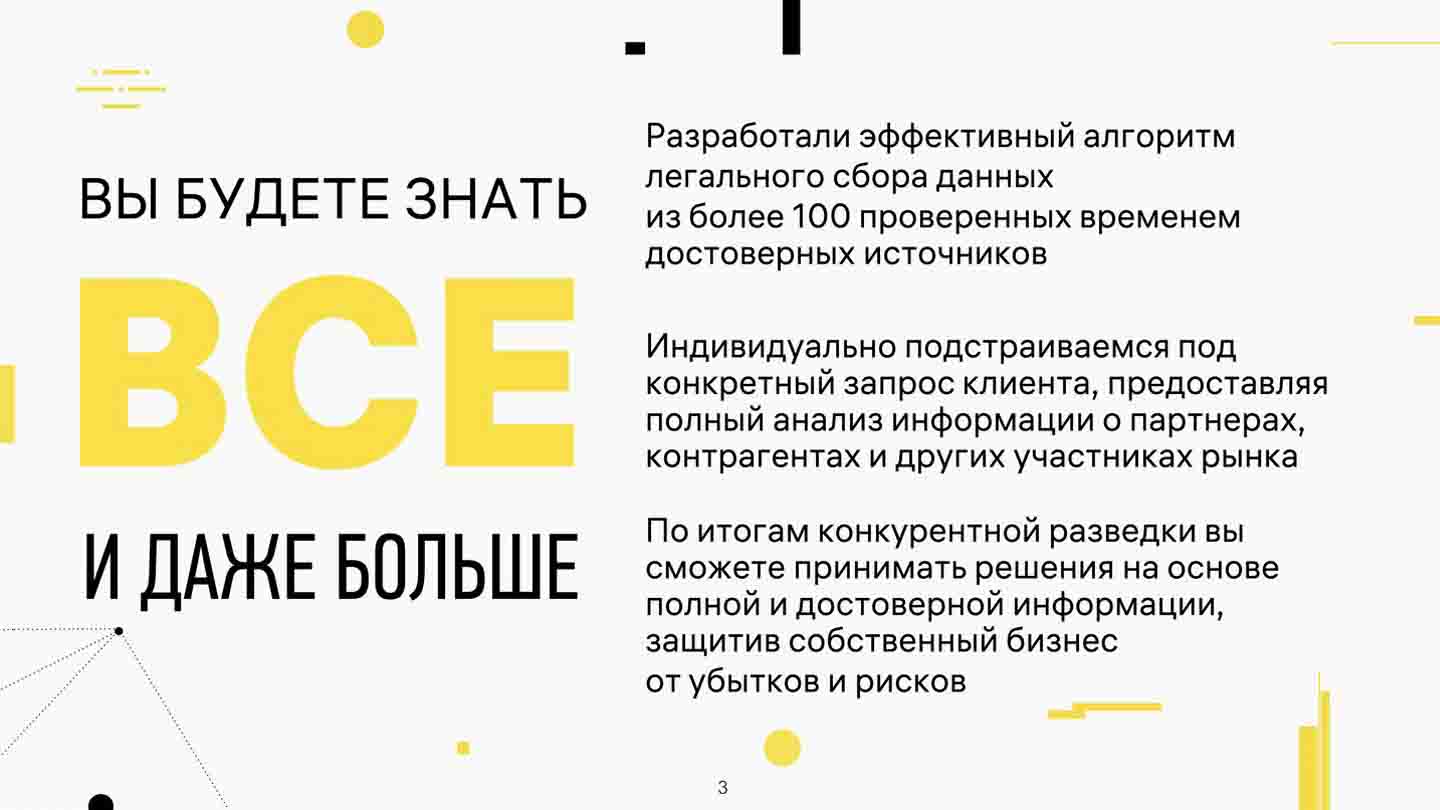 ВЫ БУДЕТЕ ЗНАТЬ
ВСЕ
И ДАЖЕ БОЛЬШЕ
Разработали эффективный алгоритм
легального сбора данных
из более 100 проверенных временем
достоверных источников
Индивидуально подстраиваемся под
конкретный запрос клиента, предоставляя
полный анализ информации о партнерах,
контрагентах и других участниках рынка
По итогам конкурентной разведки вы
сможете принимать решения на основе
полной и достоверной информации,
защитив собственный бизнес
от убытков и рисков
3